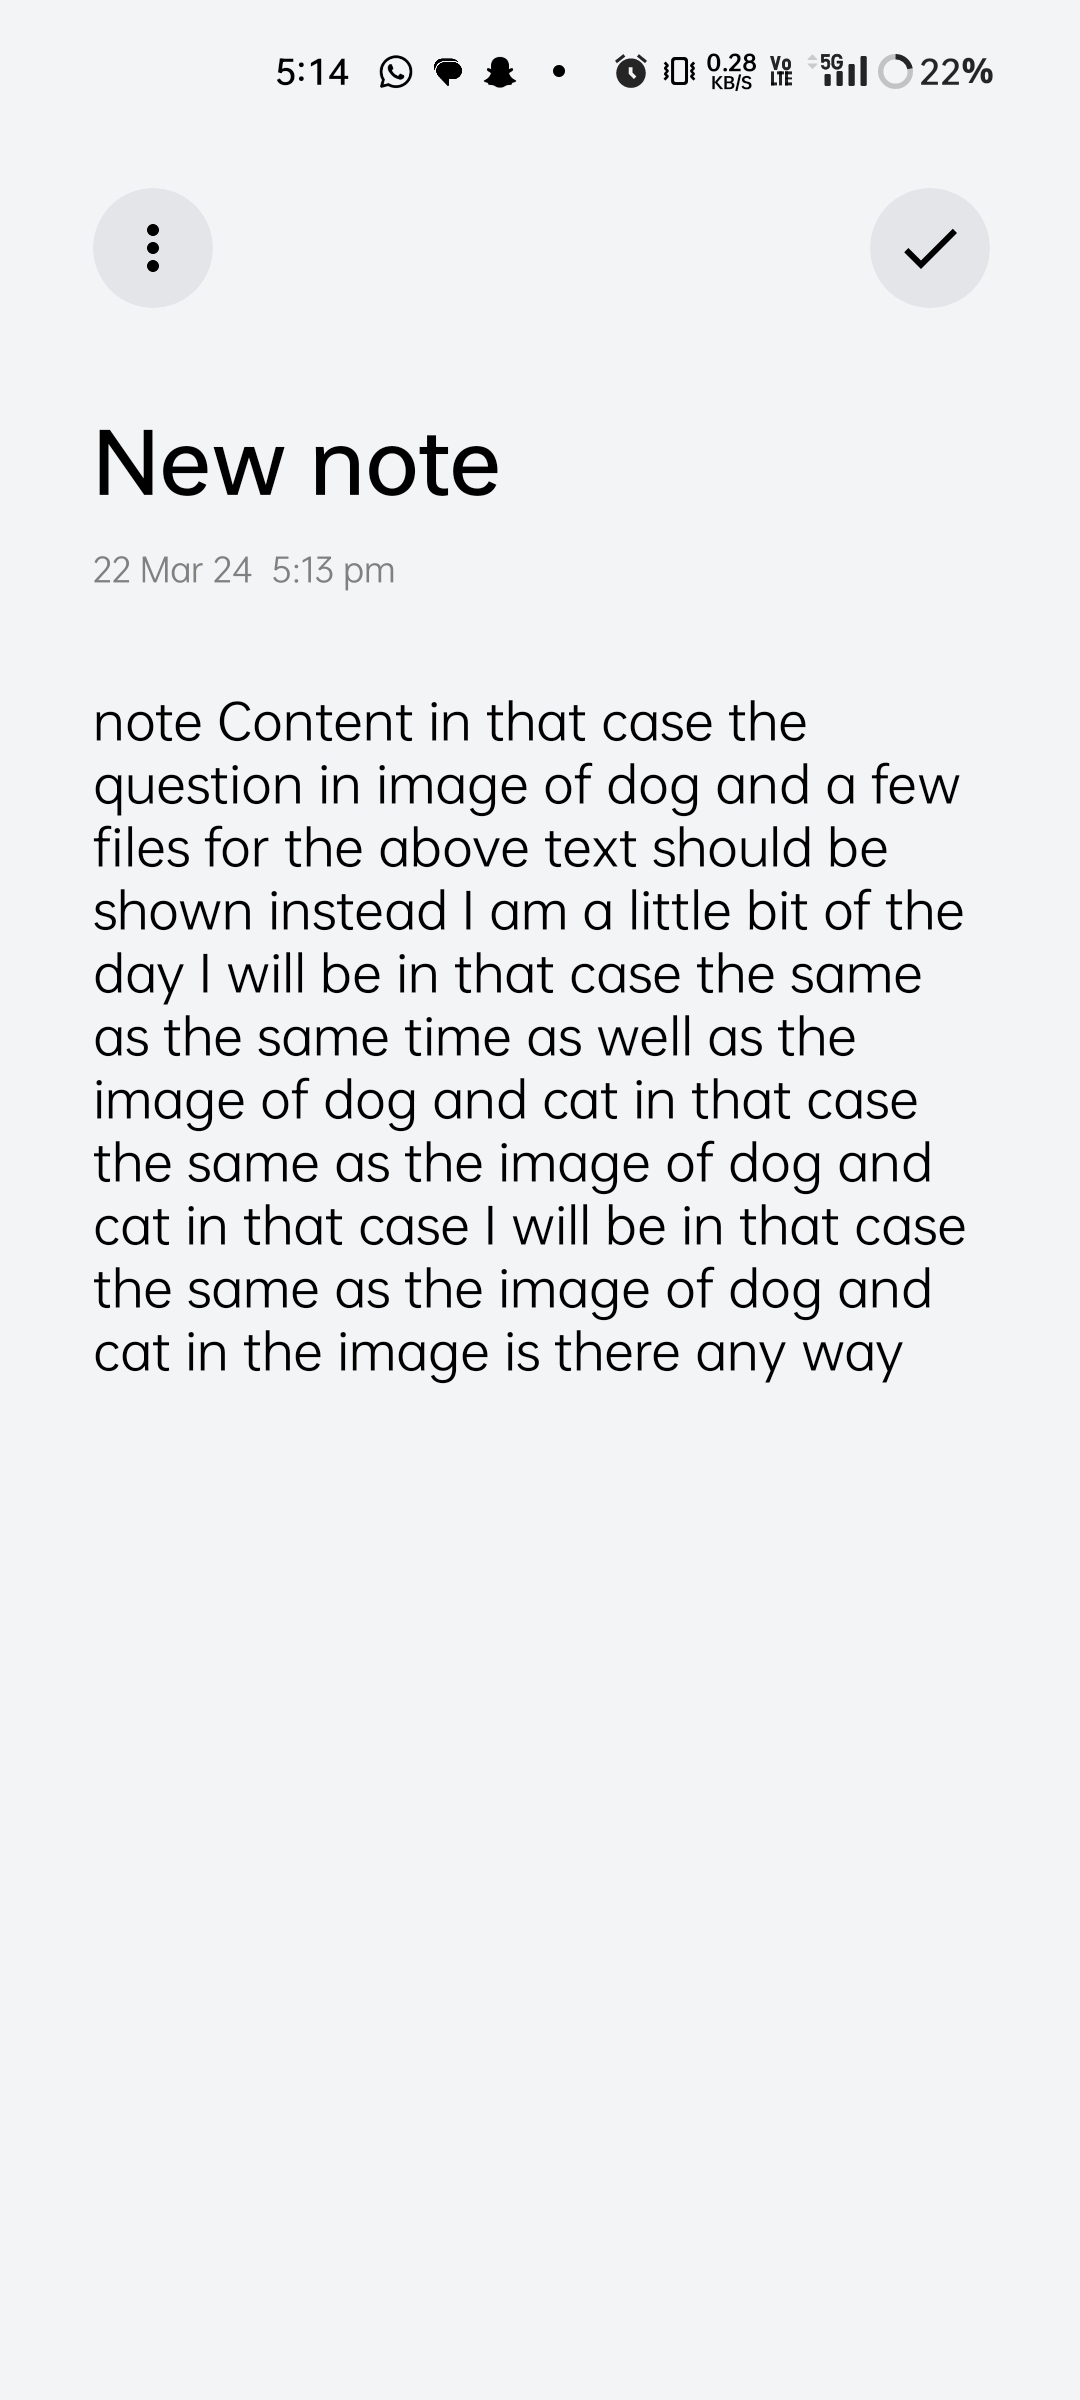 5:14 0.28 KB/S Vo LTE 5G 22%
New note
22 Mar 24 5:13 pm
note Content in that case the
question in image of dog and a few
files for the above text should be
shown instead I am a little bit of the
day I will be in that case the same
as the same time as well as the
image of dog and cat in that case
the same as the image of dog and
cat in that case I will be in that case
the same as the image of dog and
cat in the image is there any way